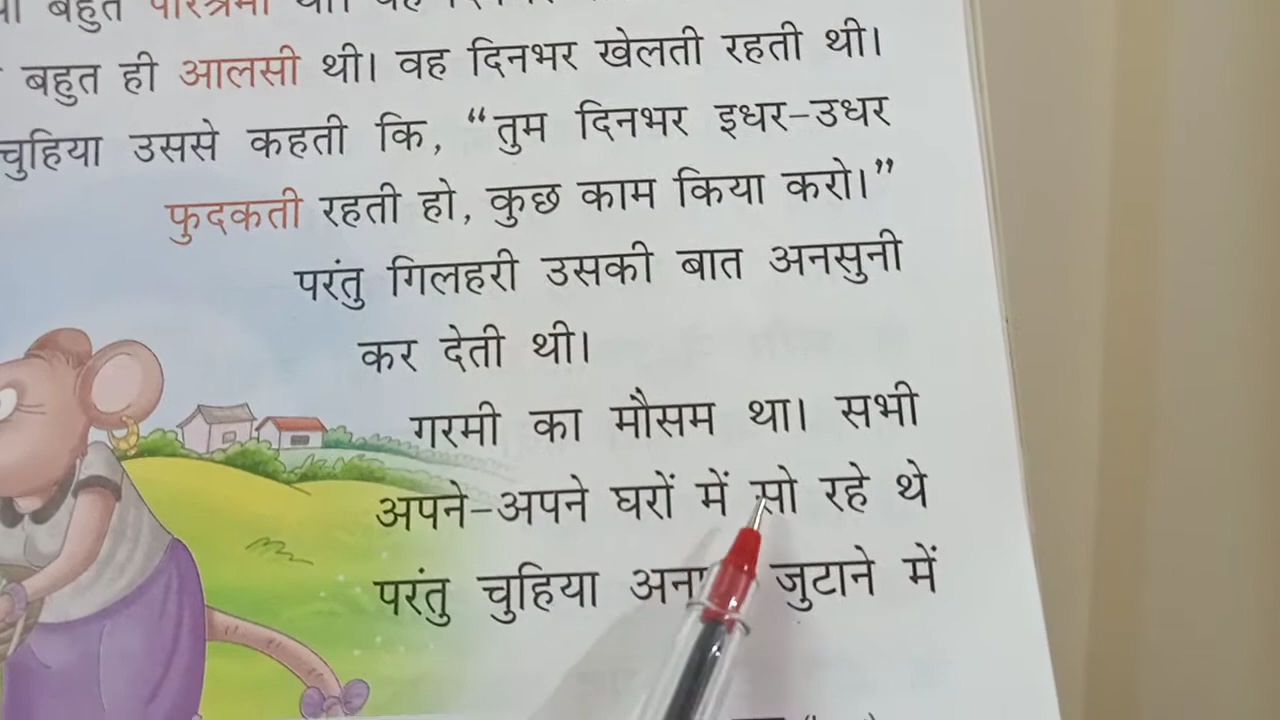 बहुत
बहुत ही आलसी थी। वह दिनभर खेलती रहती थी।
चुहिया उससे कहती कि, “तुम दिनभर इधर-उधर
फुदकती रहती हो, कुछ काम किया करो।”
परंतु गिलहरी उसकी बात अनसुनी
कर देती थी।
गरमी का मौसम था। सभी
अपने-अपने घरों में सो रहे थे
परंतु चुहिया जुटाने में